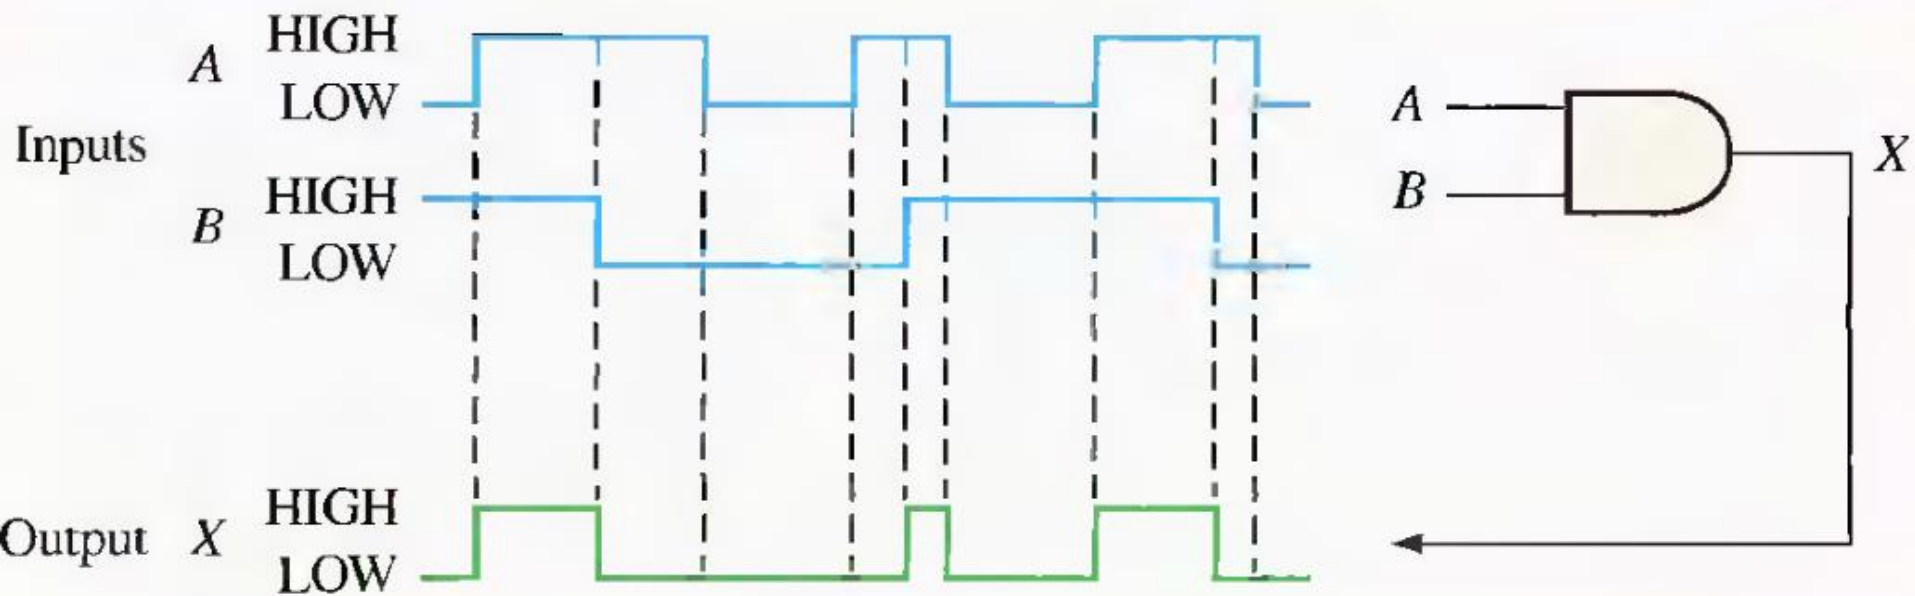 HIGH
A
LOW
Inputs
HIGH
B
LOW
HIGH
Output X
LOW
A
B
X